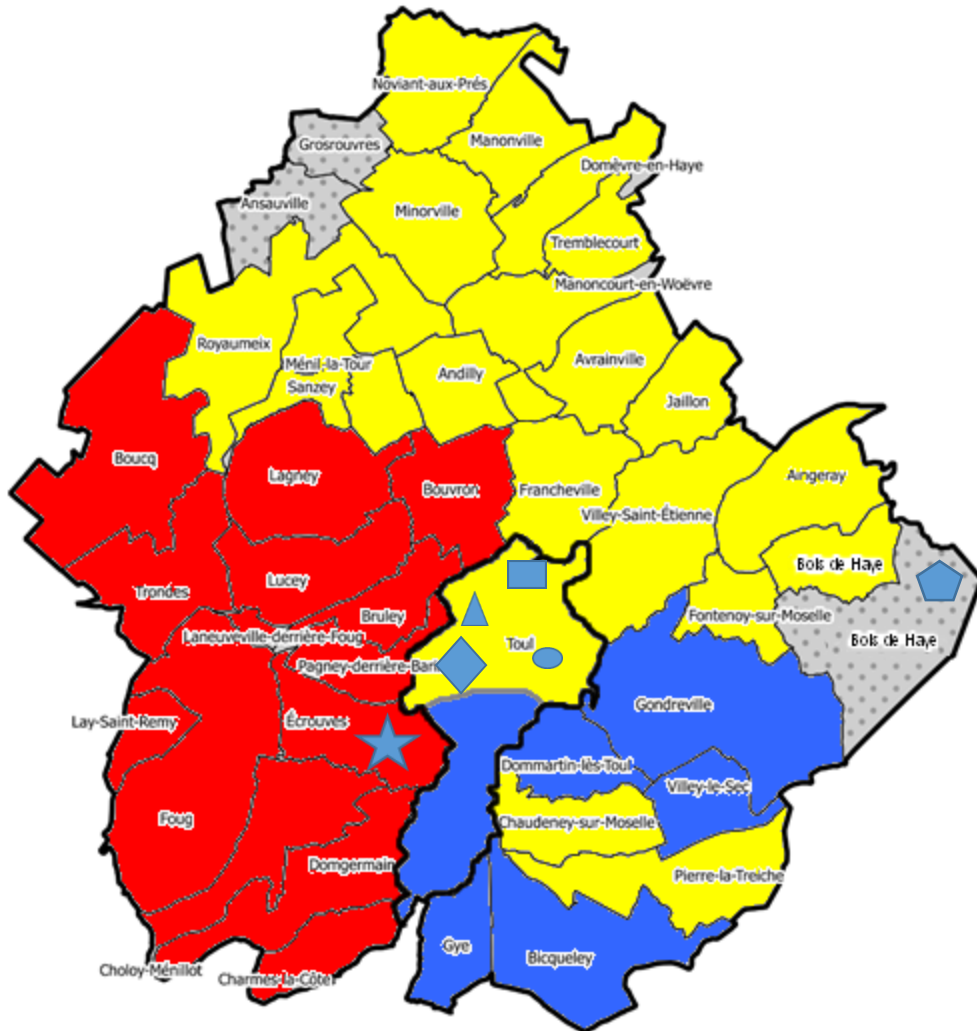 Noviant-aux-Prés
Grosrouvres
Manonville
Domèvre-en-Haye
Ansauville
Minorville
Tremblecourt
Manoncourt-en-Woëvre
Royaumeix
Ménil-la-Tour
Avrainville
Andilly
Sanzey
Jaillon
Boucq
Lagney
Bouvron
Francheville
Aingeray
Villey-Saint-Étienne
Bois de Haye
Trondes
Lucey
Bruley
Fontenoy-sur-Moselle
Laneuveville-derrière-Foug
Toul
Bois de Haye
Pagney-derrière-Barı
Gondreville
Lay-Saint-Remy
Écrouves
Dommartin-lès-Toul
Villey-le-Sec
Foug
Chaudeney-sur-Moselle
Domgermain
Pierre-la-Treiche
Gye
Bicqueley
Choloy-Ménillot
Charmes-la-Côte